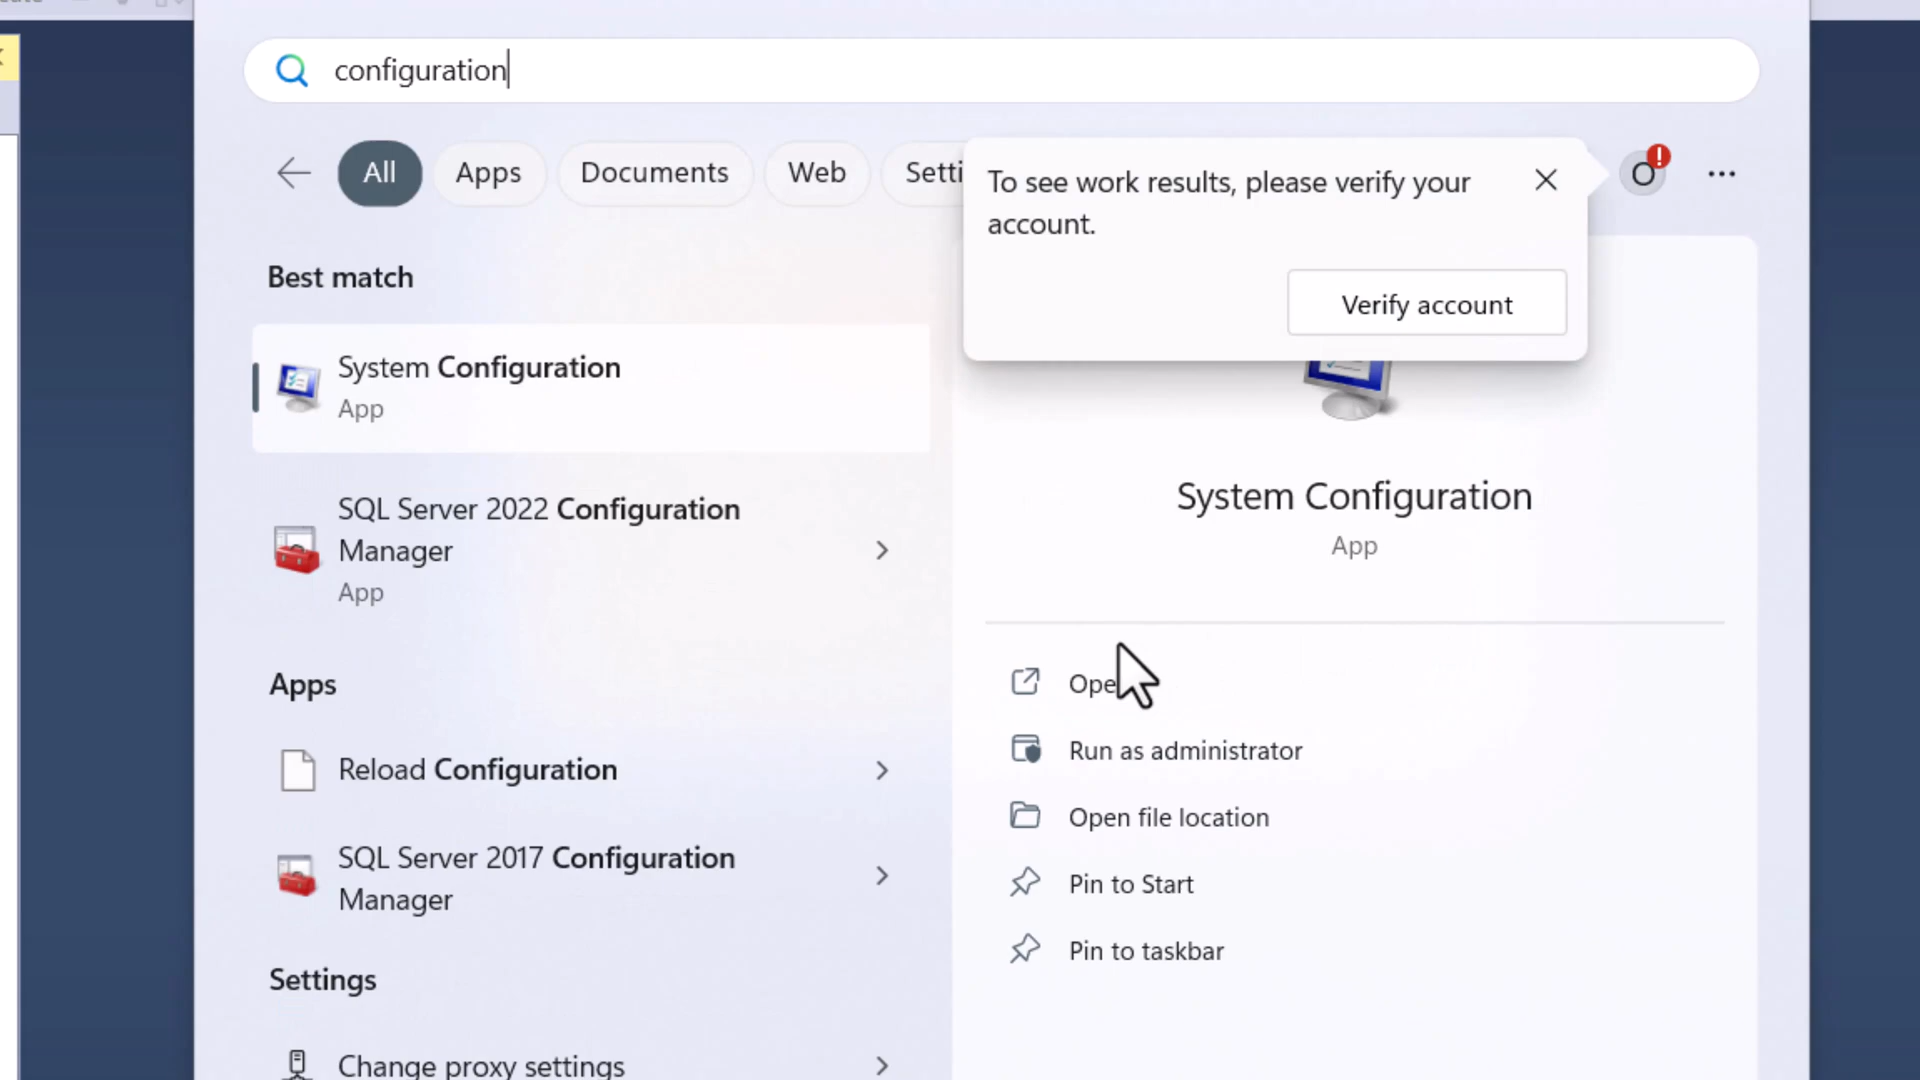 configuration
All
Apps
Documents
Web
Setti
To see work results, please verify your
account.
Verify account
O
!
Best match
System Configuration
App
SQL Server 2022 Configuration
Manager
App
Apps
Reload Configuration
SQL Server 2017 Configuration
Manager
Settings
Change proxy settings
System Configuration
App
Ope
Run as administrator
Open file location
Pin to Start
Pin to taskbar